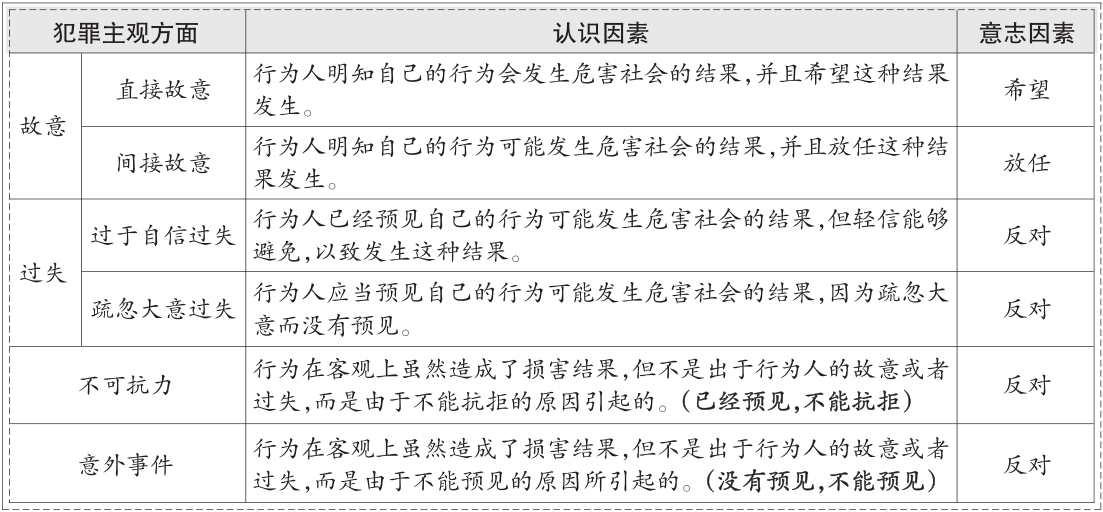 犯罪主观方面 认识因素 意志因素
故意
直接故意
行为人明知自己的行为会发生危害社会的结果,并且希望这种结果
发生。
希望
间接故意
行为人明知自己的行为可能发生危害社会的结果,并且放任这种结
果发生。
放任
过失
过于自信过失
行为人已经预见自己的行为可能发生危害社会的结果,但轻信能够
避免,以致发生这种结果。
反对
疏忽大意过失
行为人应当预见自己的行为可能发生危害社会的结果,因为疏忽大
意而没有预见。
反对
不可抗力
行为在客观上虽然造成了损害结果,但不是出于行为人的故意或者
过失,而是由于不能抗拒的原因引起的。(已经预见,不能抗拒)
反对
意外事件
行为在客观上虽然造成了损害结果,但不是出于行为人的故意或者
过失,而是由于不能预见的原因所引起的。(没有预见,不能预见)
反对